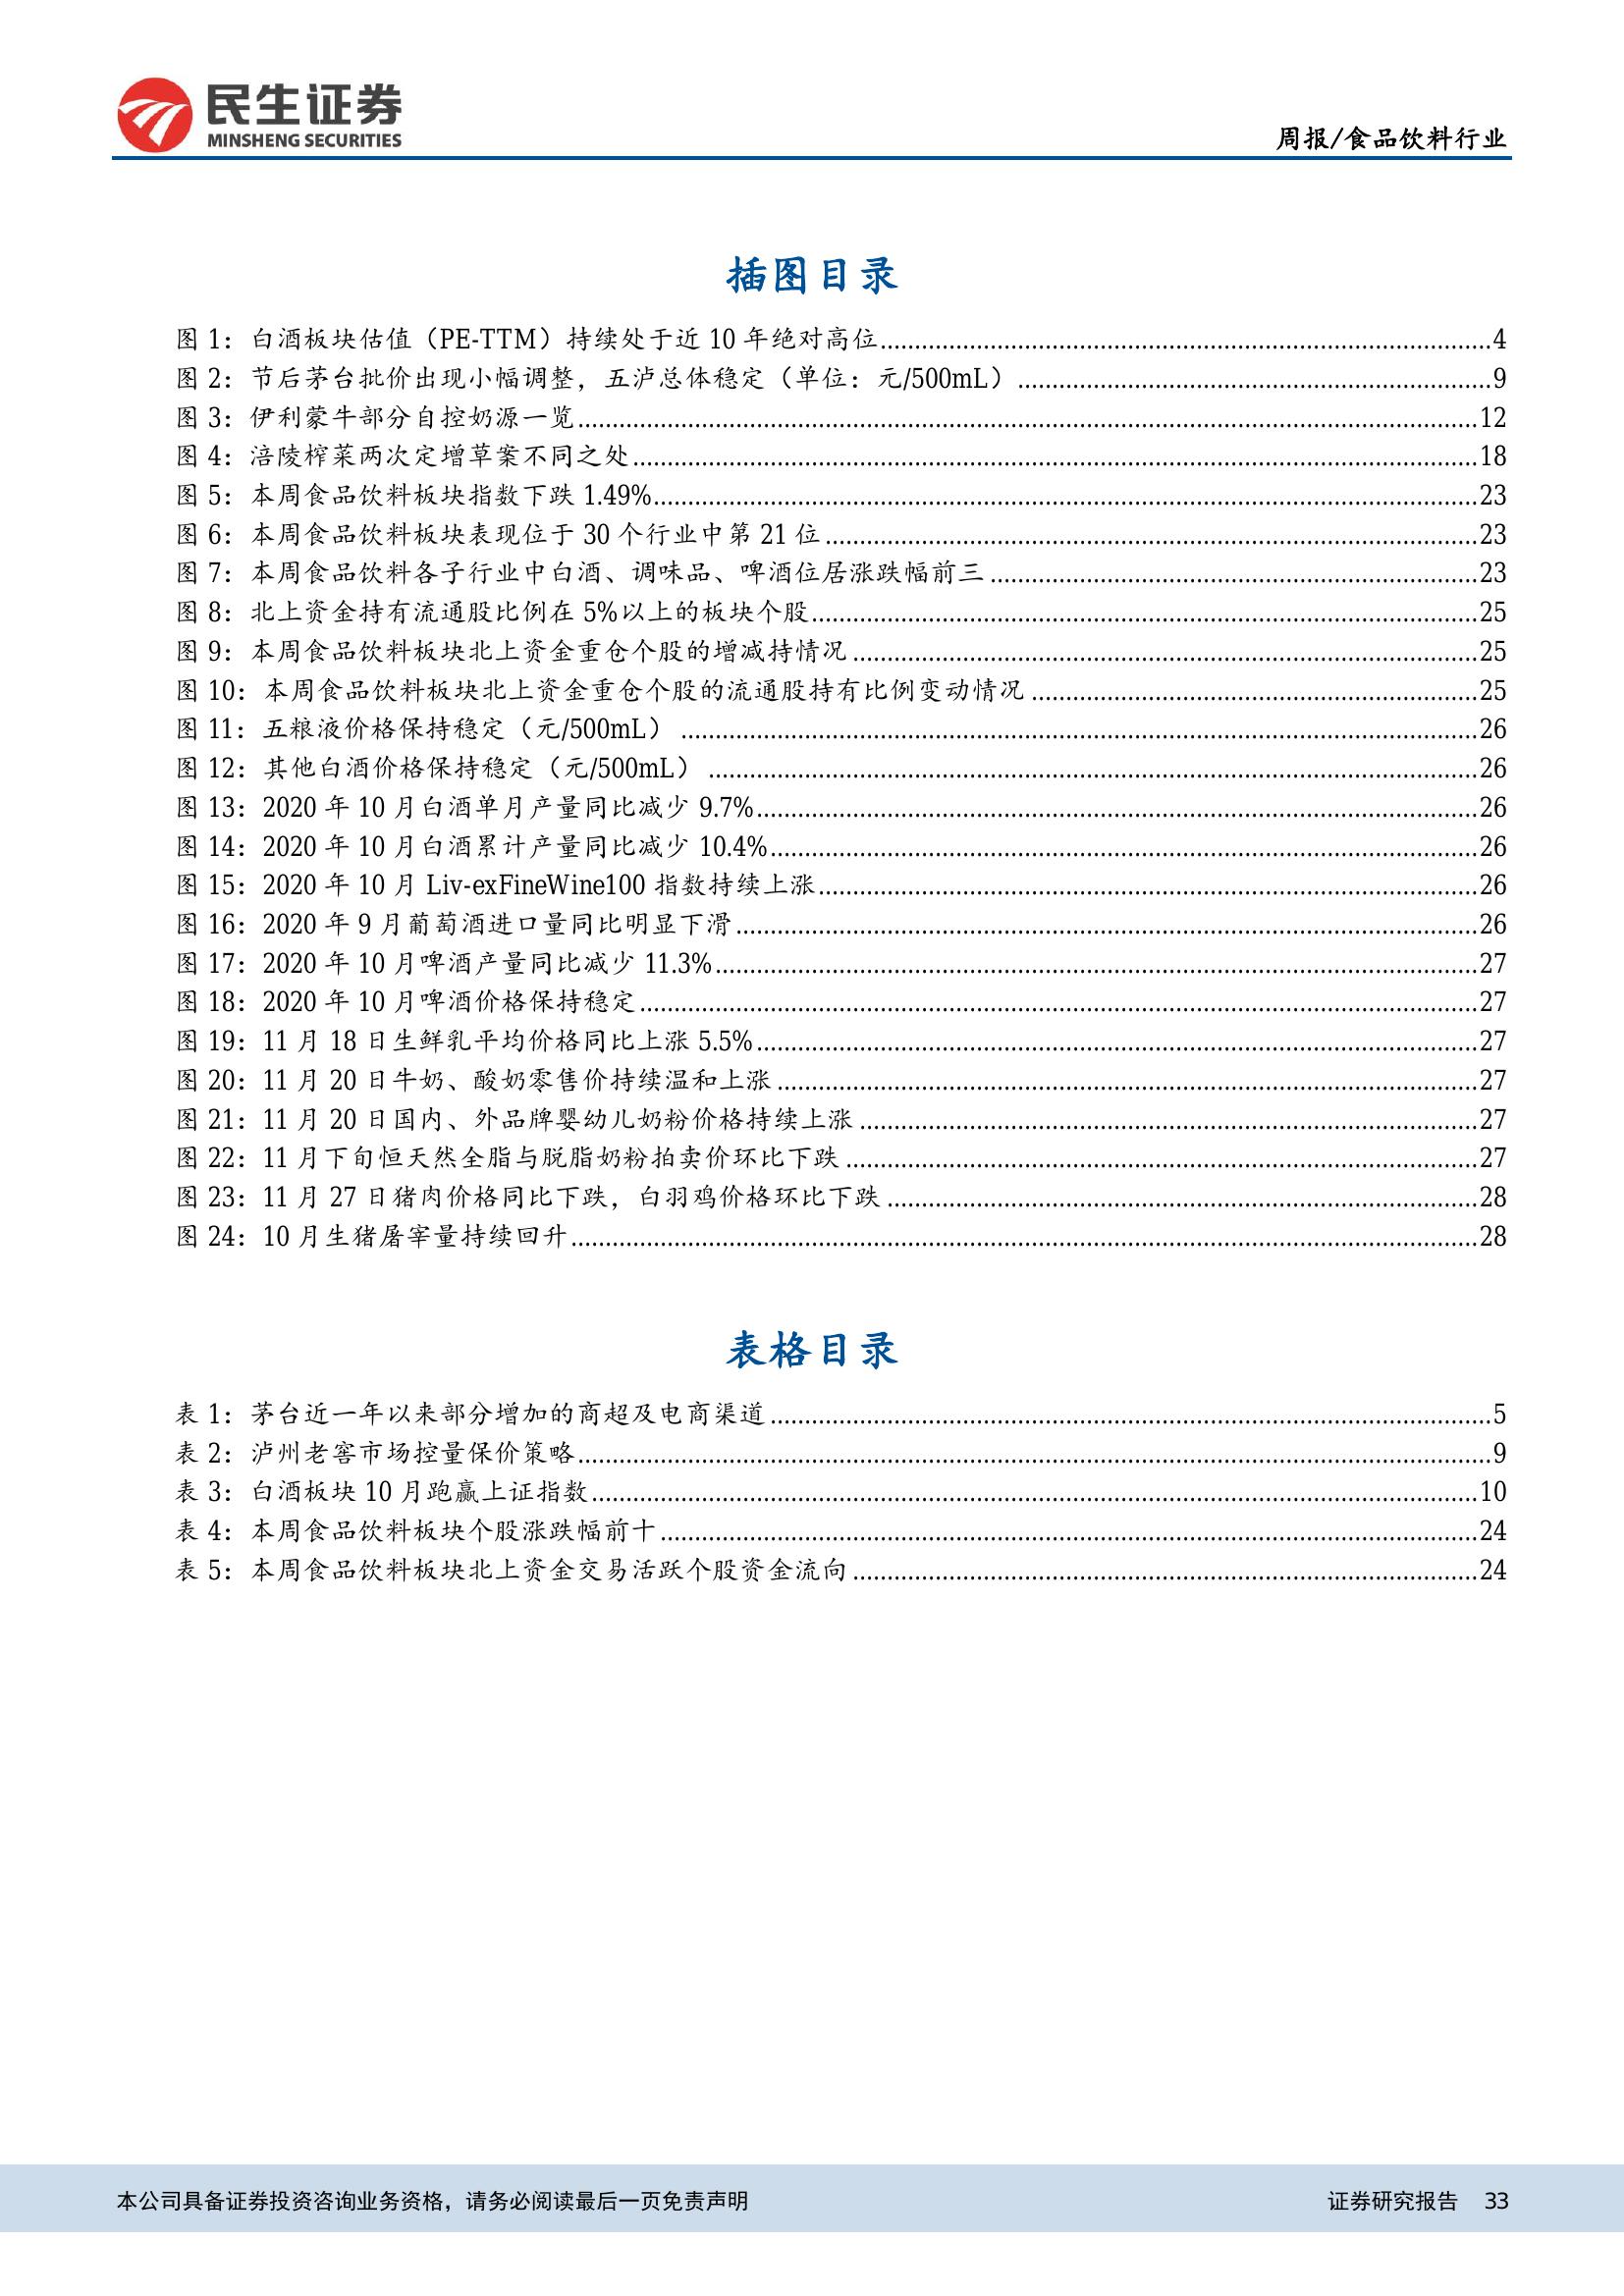 民生证券
MINSHENG SECURITIES
周报/食品饮料行业
插图目录
图 1：白酒板块估值（PE-TTM）持续处于近 10 年绝对高位........4
图 2：节后茅台批价出现小幅调整，五泸总体稳定（单位：元/500mL）........9
图 3：伊利蒙牛部分自控奶源一览........12
图 4：涪陵榨菜两次定增草案不同之处........18
图 5：本周食品饮料板块指数下跌 1.49%........23
图 6：本周食品饮料板块表现位于 30 个行业中第 21 位........23
图 7：本周食品饮料各子行业中白酒、调味品、啤酒位居涨跌幅前三........23
图 8：北上资金持有流通股比例在 5%以上的板块个股........25
图 9：本周食品饮料板块北上资金重仓个股的增减持情况........25
图 10：本周食品饮料板块北上资金重仓个股的流通股持有比例变动情况........25
图 11：五粮液价格保持稳定（元/500mL）........26
图 12：其他白酒价格保持稳定（元/500mL）........26
图 13：2020 年 10 月白酒单月产量同比减少 9.7%........26
图 14：2020 年 10 月白酒累计产量同比减少 10.4%........26
图 15：2020 年 10 月 Liv-exFineWine100 指数持续上涨........26
图 16：2020 年 9 月葡萄酒进口量同比明显下滑........26
图 17：2020 年 10 月啤酒产量同比减少 11.3%........27
图 18：2020 年 10 月啤酒价格保持稳定........27
图 19：11 月 18 日生鲜乳平均价格同比上涨 5.5%........27
图 20：11 月 20 日牛奶、酸奶零售价持续温和上涨........27
图 21：11 月 20 日国内、外品牌婴幼儿奶粉价格持续上涨........27
图 22：11 月下旬恒天然全脂与脱脂奶粉拍卖价环比下跌........27
图 23：11 月 27 日猪肉价格同比下跌，白羽鸡价格环比下跌........28
图 24：10 月生猪屠宰量持续回升........28
表格目录
表 1：茅台近一年以来部分增加的商超及电商渠道........5
表 2：泸州老窖市场控量保价策略........9
表 3：白酒板块 10 月跑赢上证指数........10
表 4：本周食品饮料板块个股涨跌幅前十........24
表 5：本周食品饮料板块北上资金交易活跃个股资金流向........24
本公司具备证券投资咨询业务资格，请务必阅读最后一页免责声明
证券研究报告 33